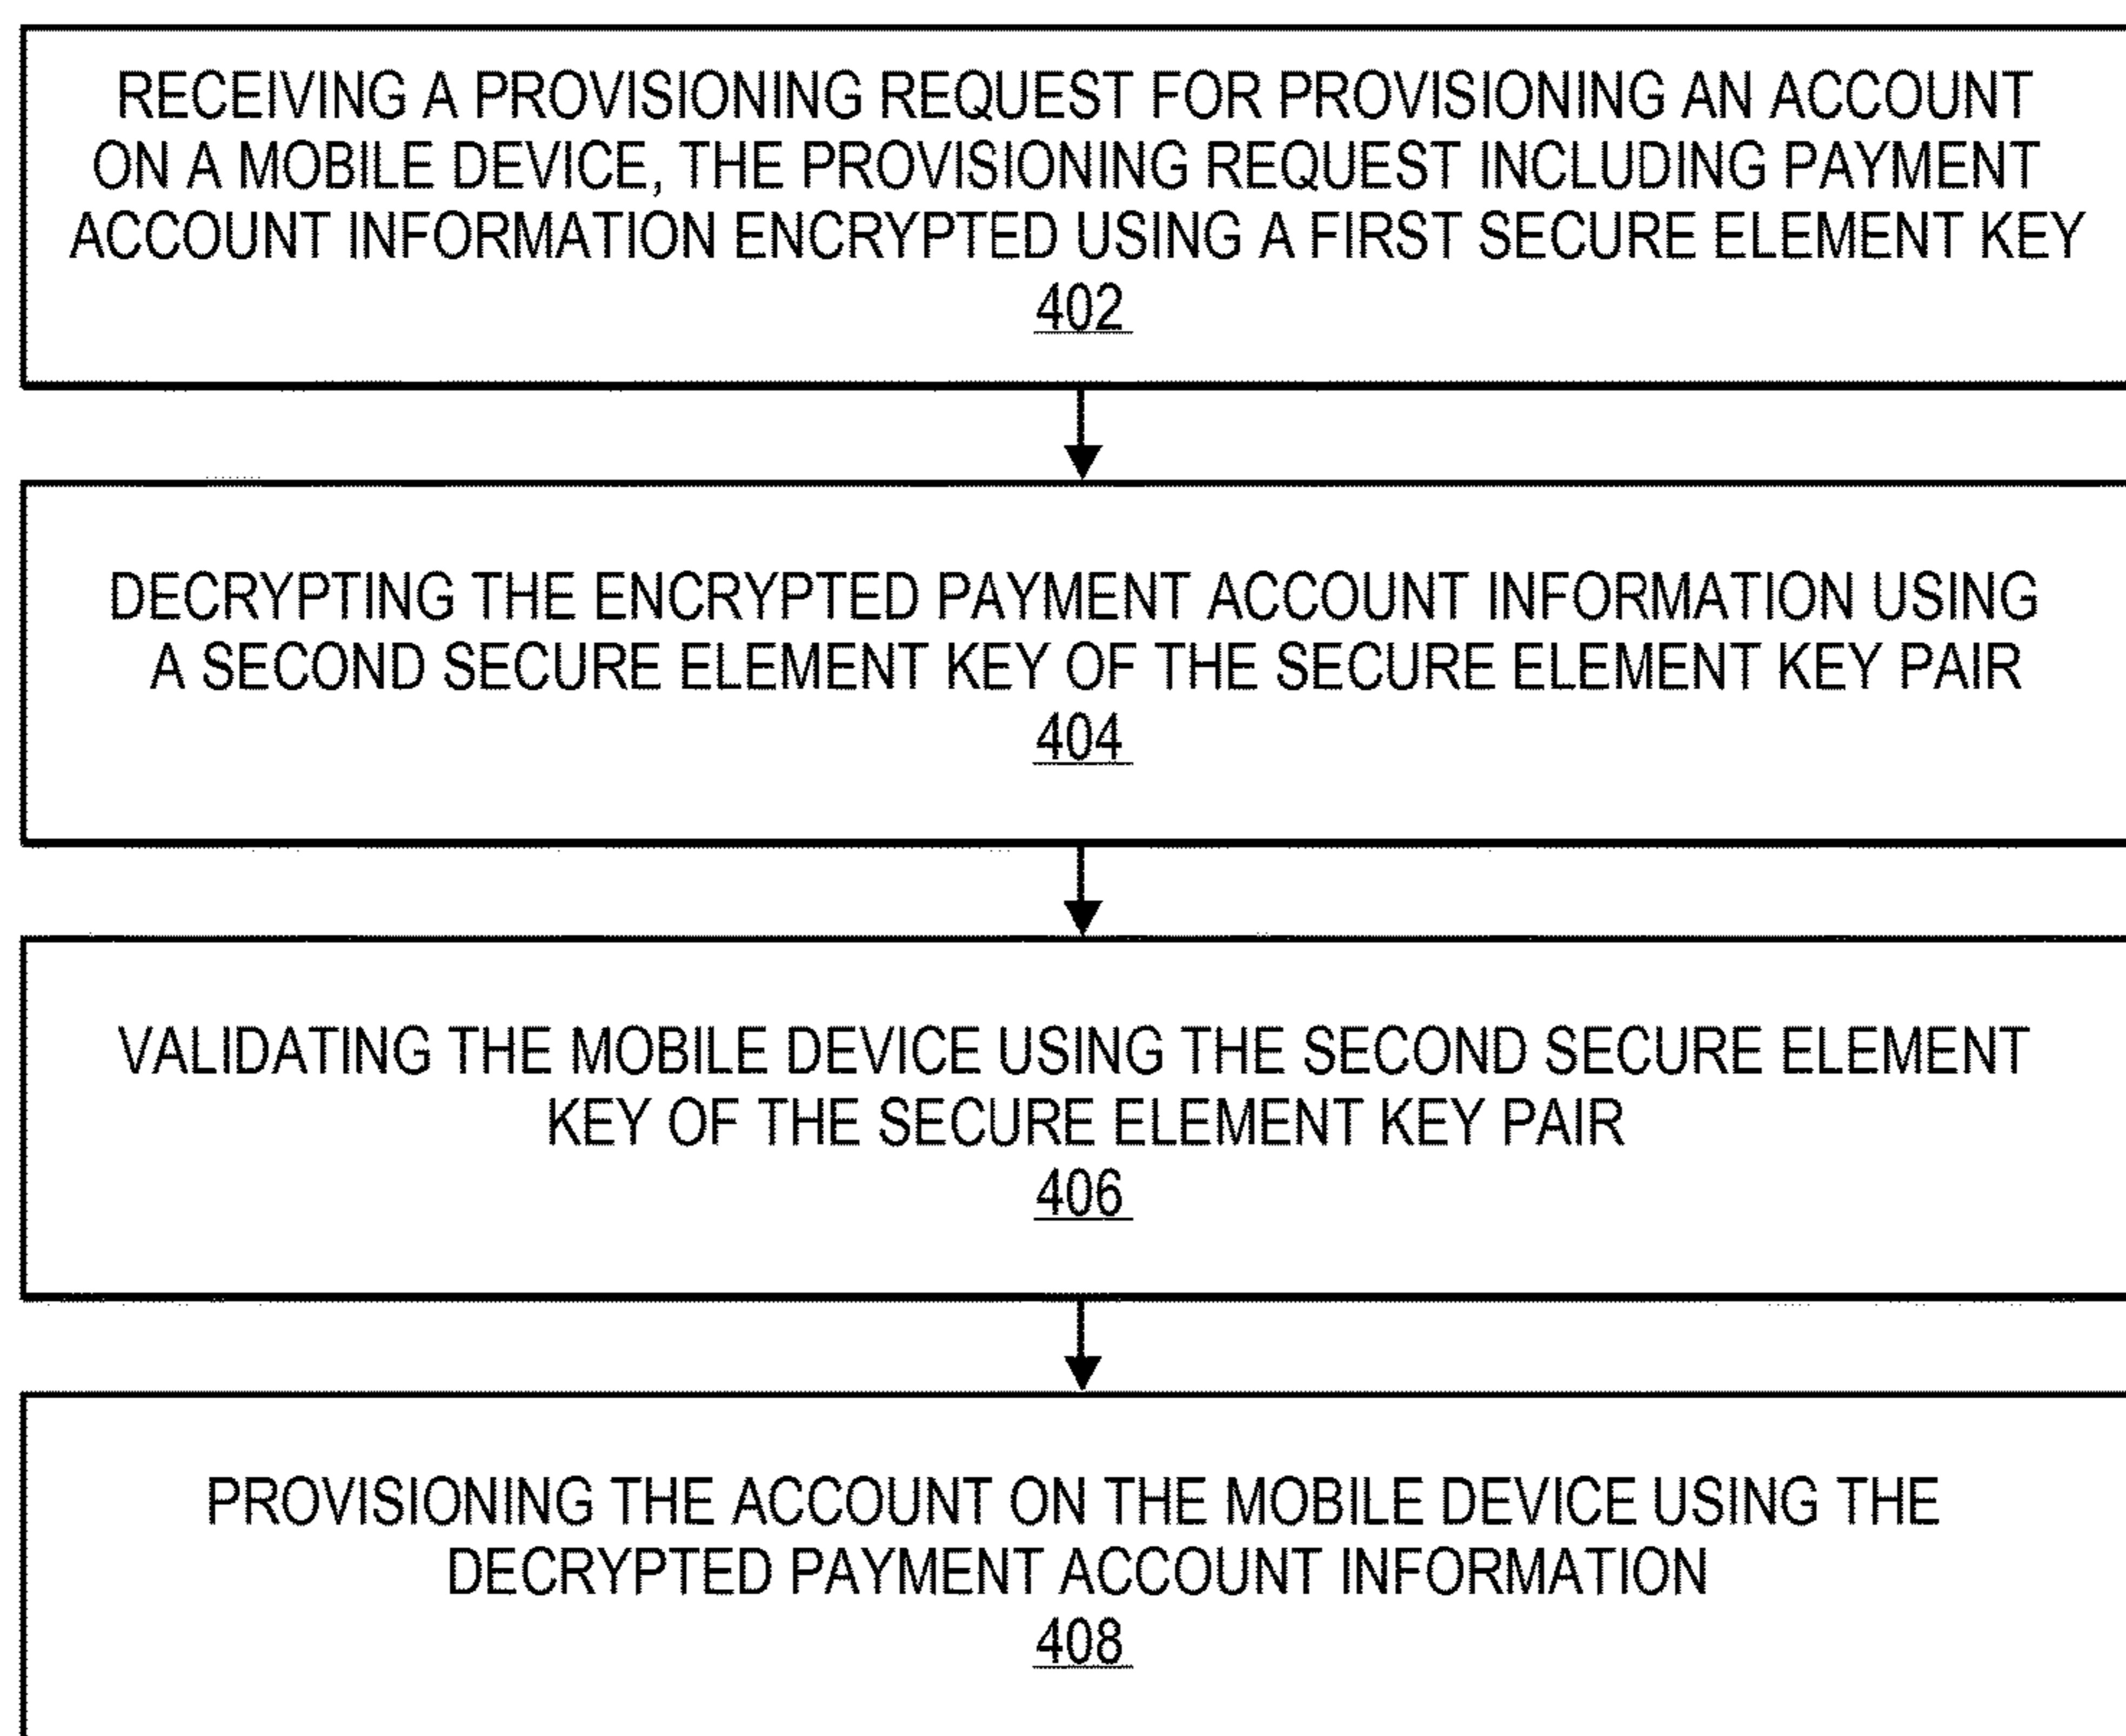 RECEIVING A PROVISIONING REQUEST FOR PROVISIONING AN ACCOUNT
ON A MOBILE DEVICE, THE PROVISIONING REQUEST INCLUDING PAYMENT
ACCOUNT INFORMATION ENCRYPTED USING A FIRST SECURE ELEMENT KEY
402
DECRYPTING THE ENCRYPTED PAYMENT ACCOUNT INFORMATION USING
A SECOND SECURE ELEMENT KEY OF THE SECURE ELEMENT KEY PAIR
404
VALIDATING THE MOBILE DEVICE USING THE SECOND SECURE ELEMENT
KEY OF THE SECURE ELEMENT KEY PAIR
406
PROVISIONING THE ACCOUNT ON THE MOBILE DEVICE USING THE
DECRYPTED PAYMENT ACCOUNT INFORMATION
408